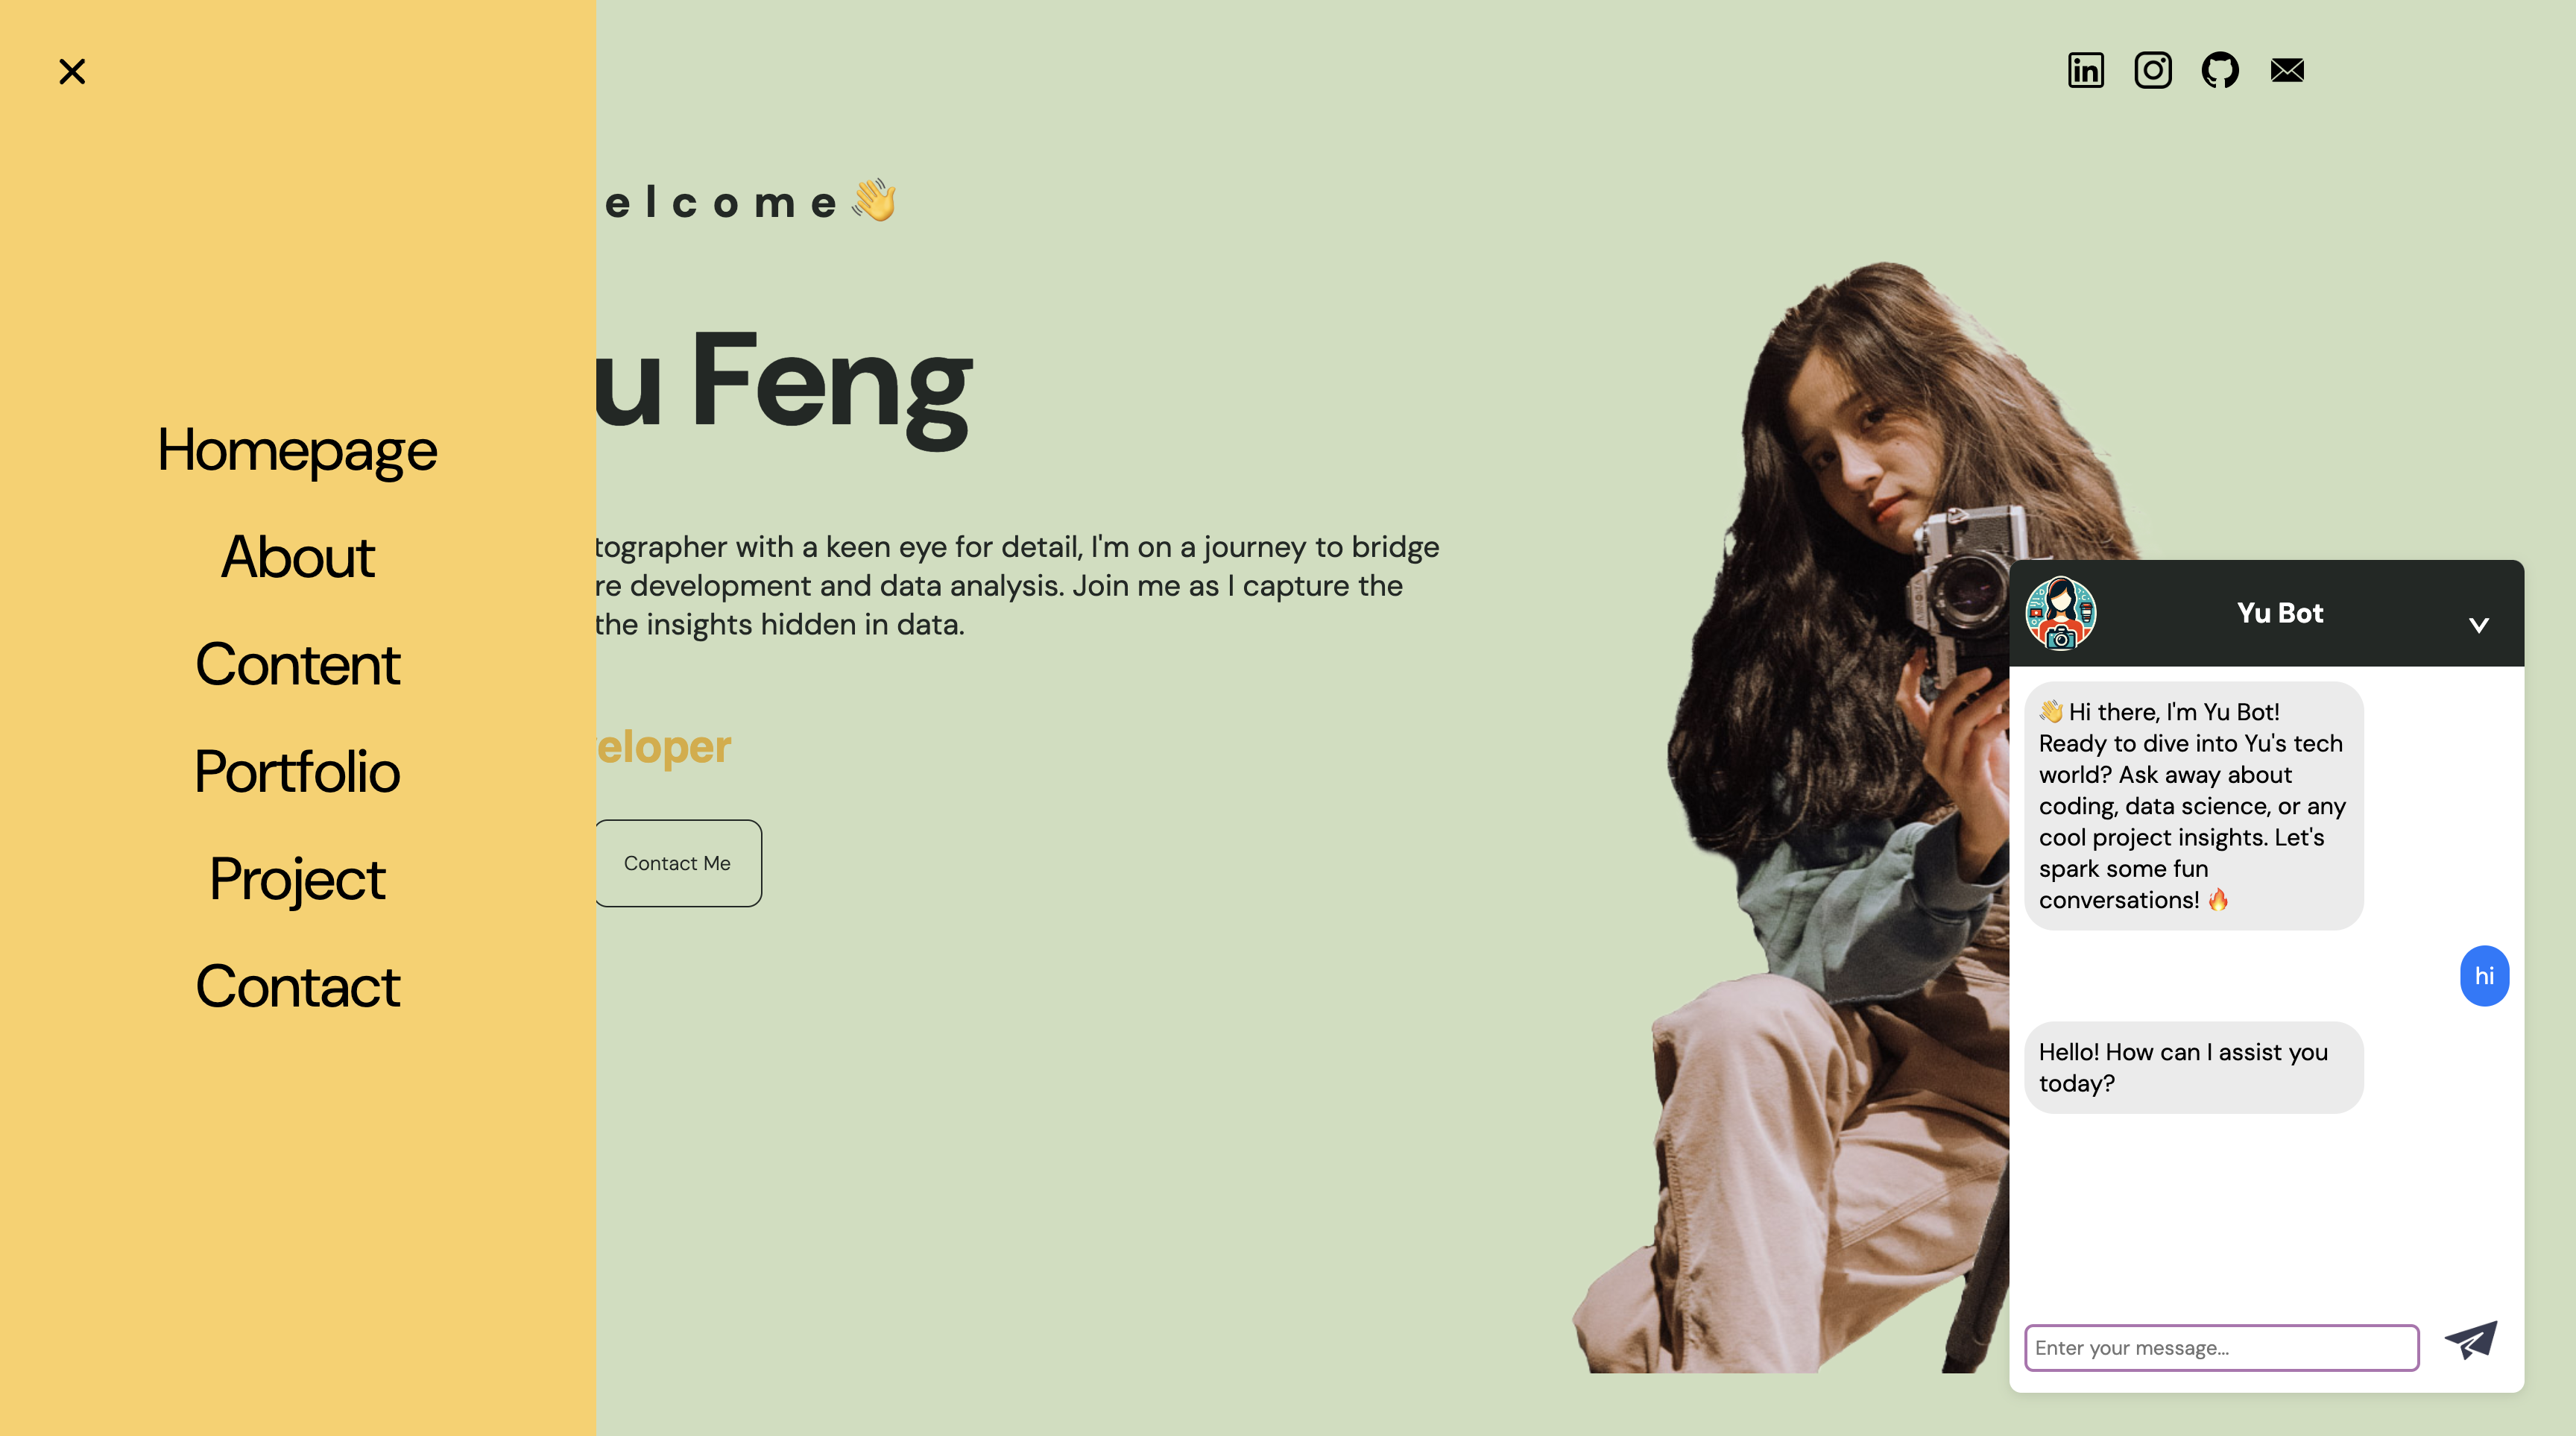 Homepage
About
Content
Portfolio
Project
Contact
elcome👋
u Feng
tographer with a keen eye for detail, I'm on a journey to bridge
re development and data analysis. Join me as I capture the
the insights hidden in data.
eloper
Contact Me
in
Yu Bot
👋 Hi there, I'm Yu Bot!
Ready to dive into Yu's tech
world? Ask away about
coding, data science, or any
cool project insights. Let's
spark some fun
conversations! 🔥
hi
Hello! How can I assist you
today?
Enter your message...